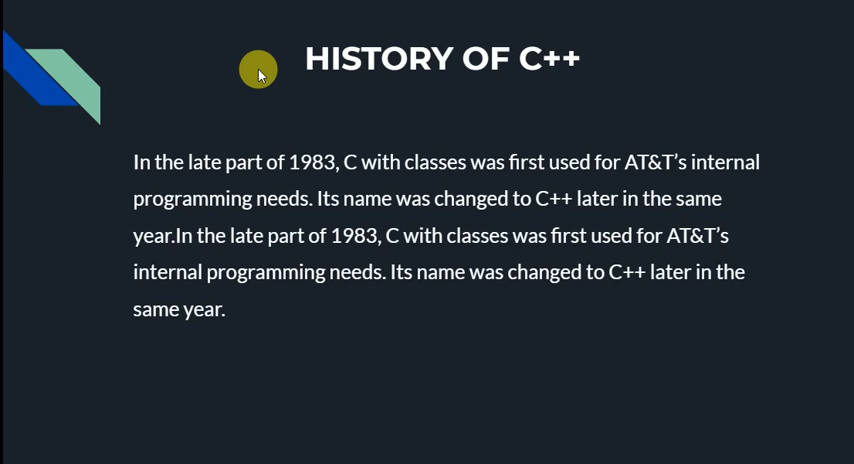 HISTORY OF C++
In the late part of 1983, C with classes was first used for AT&T’s internal
programming needs. Its name was changed to C++ later in the same
year.In the late part of 1983, C with classes was first used for AT&T’s
internal programming needs. Its name was changed to C++ later in the
same year.